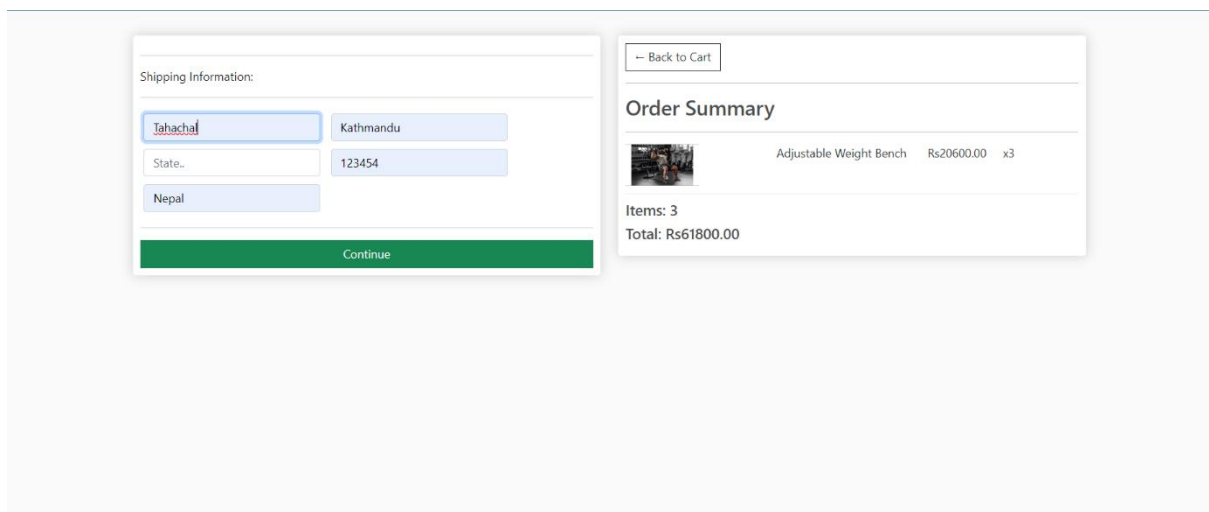 Shipping Information:
Tahachal
Kathmandu
State..
123454
Nepal
Continue
← Back to Cart
Order Summary
Adjustable Weight Bench Rs20600.00 x3
Items: 3
Total: Rs61800.00